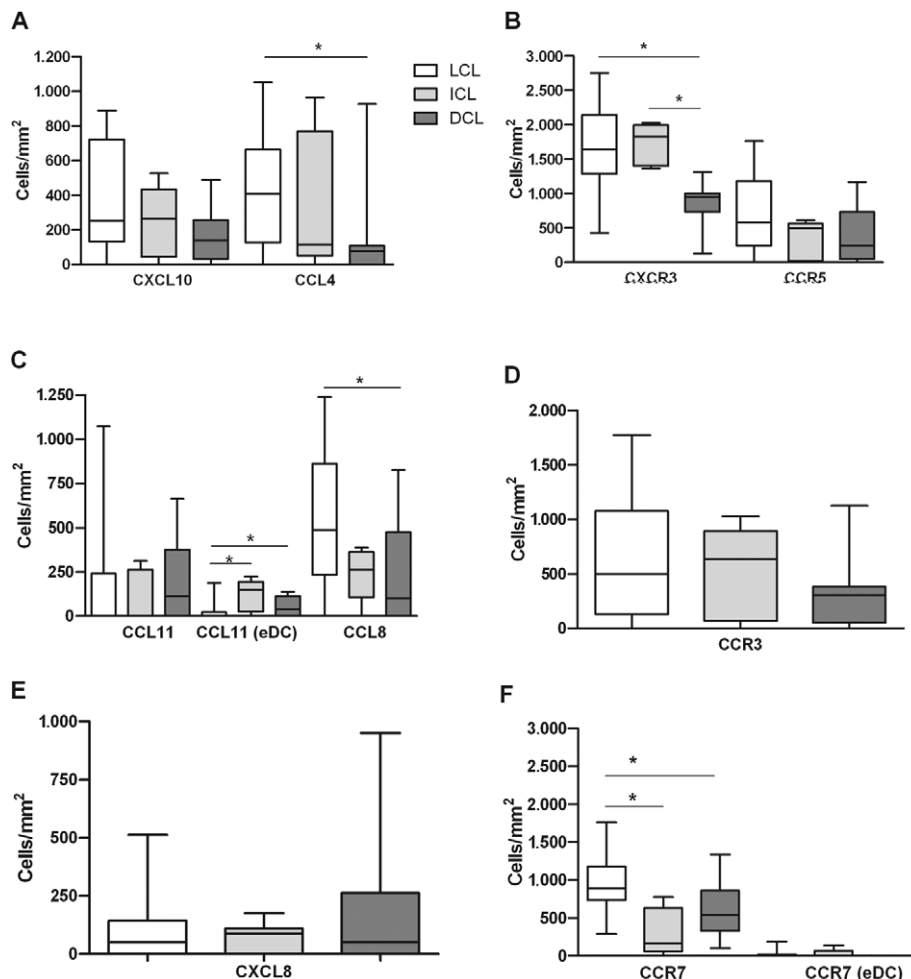 A
1.200
1.000
800
600
400
200
0
Cells/mm²
*
CXCL10 CCL4
LCL
ICL
DCL
B
3.000
2.500
2.000
1.500
1.000
500
0
Cells/mm²
*
*
CXCR3 CCR5
C
1.250
1.000
750
500
250
0
Cells/mm²
*
*
*
CCL11 CCL11 (eDC) CCL8
D
2.000
1.500
1.000
500
0
Cells/mm²
CCR3
E
1.000
750
500
250
0
Cells/mm²
CXCL8
F
3.000
2.500
2.000
1.500
1.000
500
0
Cells/mm²
*
*
CCR7 CCR7 (eDC)